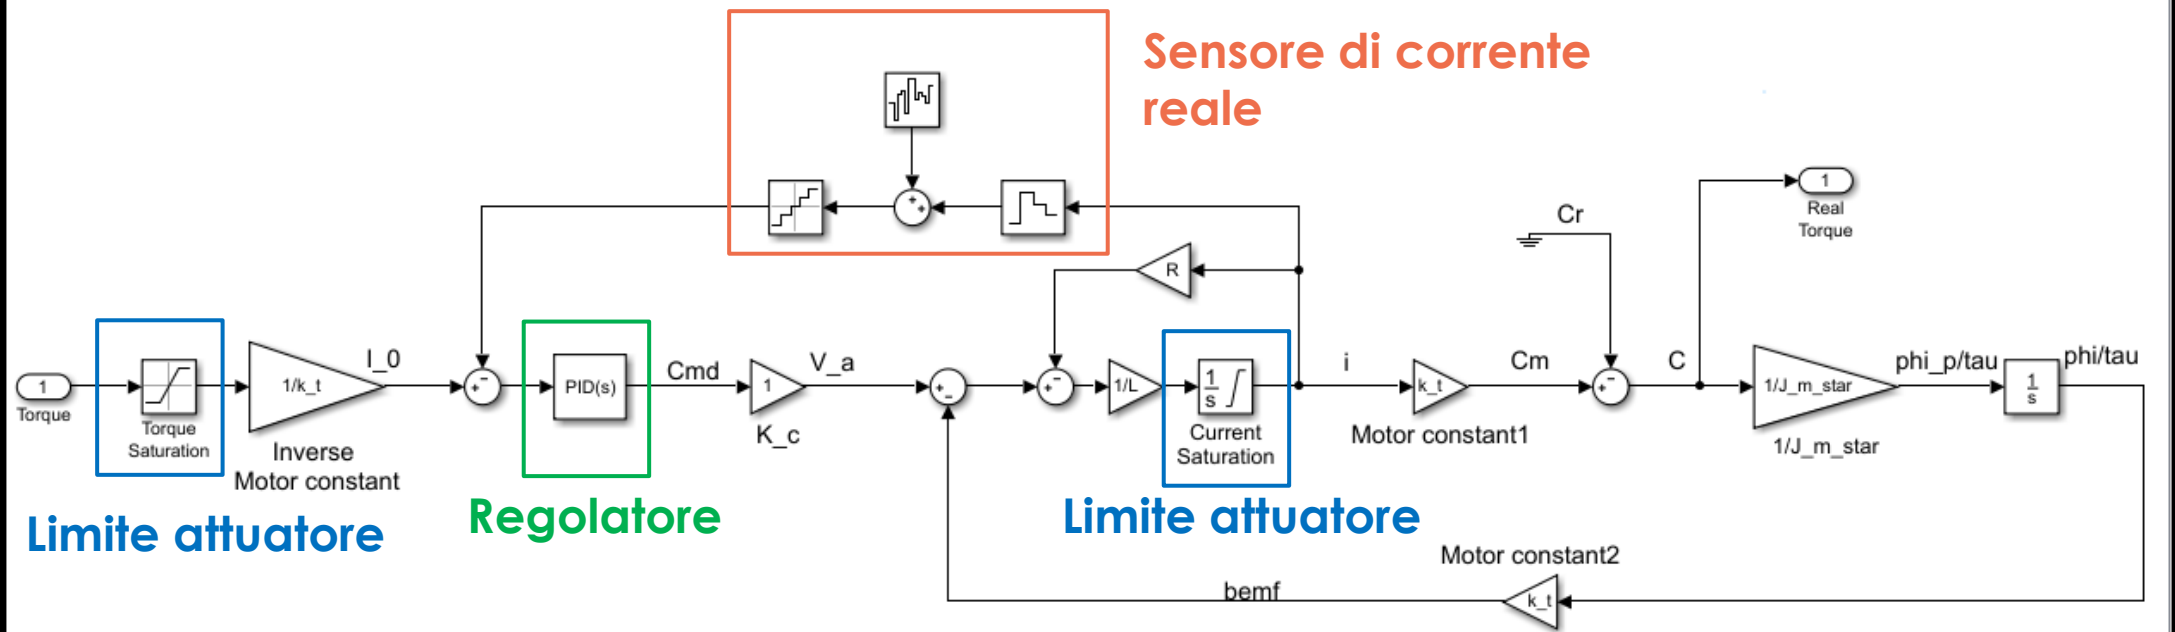 Sensore di corrente
reale
1
Real
Torque
Cr
R
1
Torque
Torque
Saturation
1/k_t
Inverse
Motor constant
I_0
PID(s)
Cmd
1
K_c
V_a
1/L
1
s
Current
Saturation
i
k_t
Motor constant1
Cm
C
1/J_m_star
1/J_m_star
phi_p/tau
1
s
phi/tau
Limite attuatore
Regolatore
Limite attuatore
Motor constant2
k_t
bemf